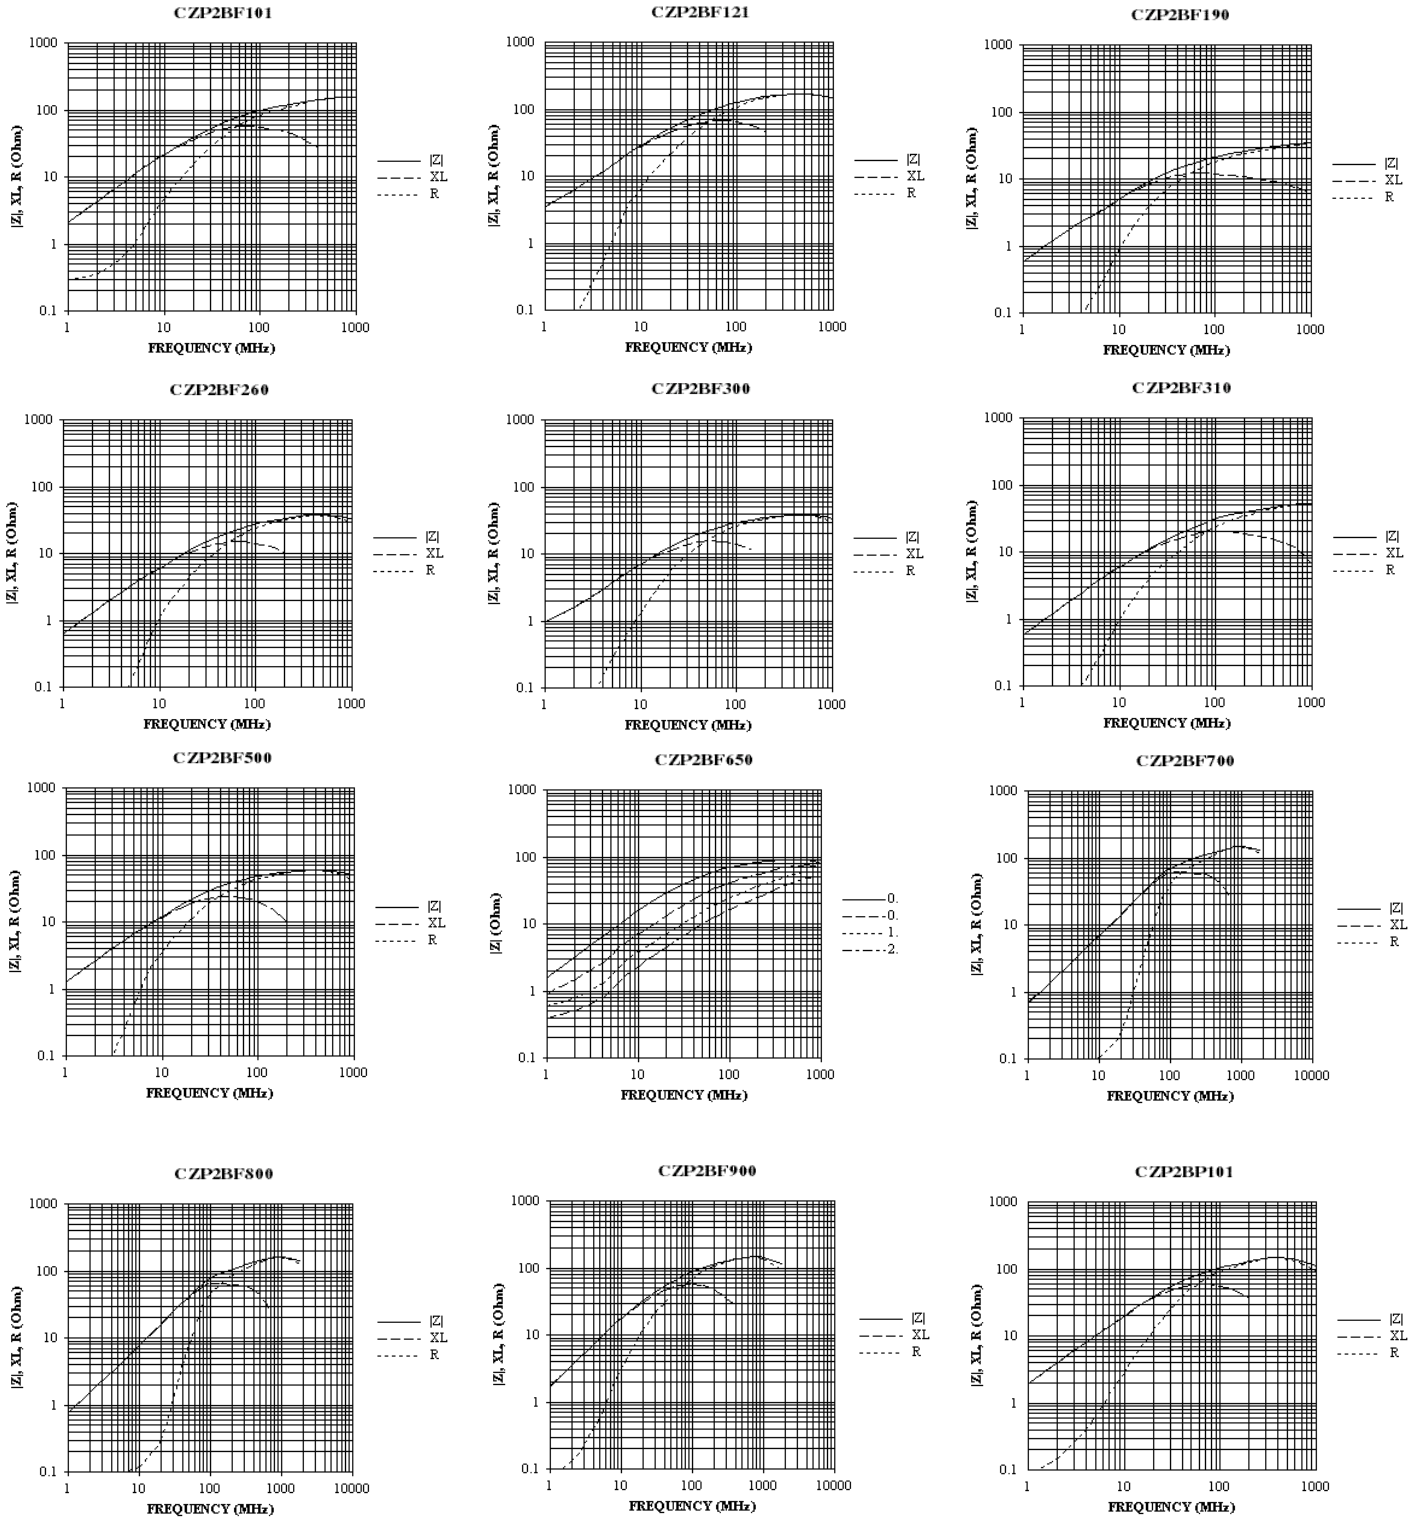 CZP2BF101
1000
100
10
1
0.1
|Z|, XL, R (Ohm)
1 10 100 1000
FREQUENCY (MHz)
|Z|
XL
R
CZP2BF121
1000
100
10
1
0.1
|Z|, XL, R (Ohm)
1 10 100 1000
FREQUENCY (MHz)
|Z|
XL
R
CZP2BF190
1000
100
10
1
0.1
|Z|, XL, R (Ohm)
1 10 100 1000
FREQUENCY (MHz)
|Z|
XL
R
CZP2BF260
1000
100
10
1
0.1
|Z|, XL, R (Ohm)
1 10 100 1000
FREQUENCY (MHz)
|Z|
XL
R
CZP2BF300
1000
100
10
1
0.1
|Z|, XL, R (Ohm)
1 10 100 1000
FREQUENCY (MHz)
|Z|
XL
R
CZP2BF310
1000
100
10
1
0.1
|Z|, XL, R (Ohm)
1 10 100 1000
FREQUENCY (MHz)
|Z|
XL
R
CZP2BF500
1000
100
10
1
0.1
|Z|, XL, R (Ohm)
1 10 100 1000
FREQUENCY (MHz)
|Z|
XL
R
CZP2BF650
1000
100
10
1
0.1
|Z| (Ohm)
1 10 100 1000
FREQUENCY (MHz)
0.
0.
1.
2.
CZP2BF700
1000
100
10
1
0.1
|Z|, XL, R (Ohm)
1 10 100 1000 10000
FREQUENCY (MHz)
|Z|
XL
R
CZP2BF800
1000
100
10
1
0.1
|Z|, XL, R (Ohm)
1 10 100 1000 10000
FREQUENCY (MHz)
|Z|
XL
R
CZP2BF900
1000
100
10
1
0.1
|Z|, XL, R (Ohm)
1 10 100 1000 10000
FREQUENCY (MHz)
|Z|
XL
R
CZP2BP101
1000
100
10
1
0.1
|Z|, XL, R (Ohm)
1 10 100 1000
FREQUENCY (MHz)
|Z|
XL
R